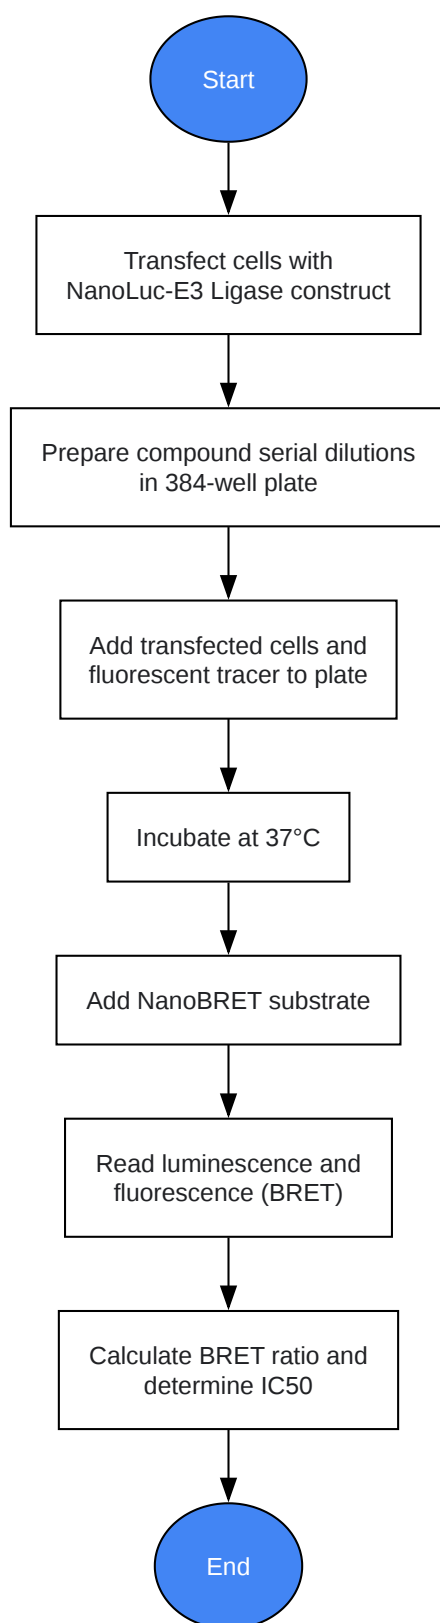 Start
Transfect cells with
NanoLuc-E3 Ligase construct
Prepare compound serial dilutions
in 384-well plate
Add transfected cells and
fluorescent tracer to plate
Incubate at 37°C
Add NanoBRET substrate
Read luminescence and
fluorescence (BRET)
Calculate BRET ratio and
determine IC50
End